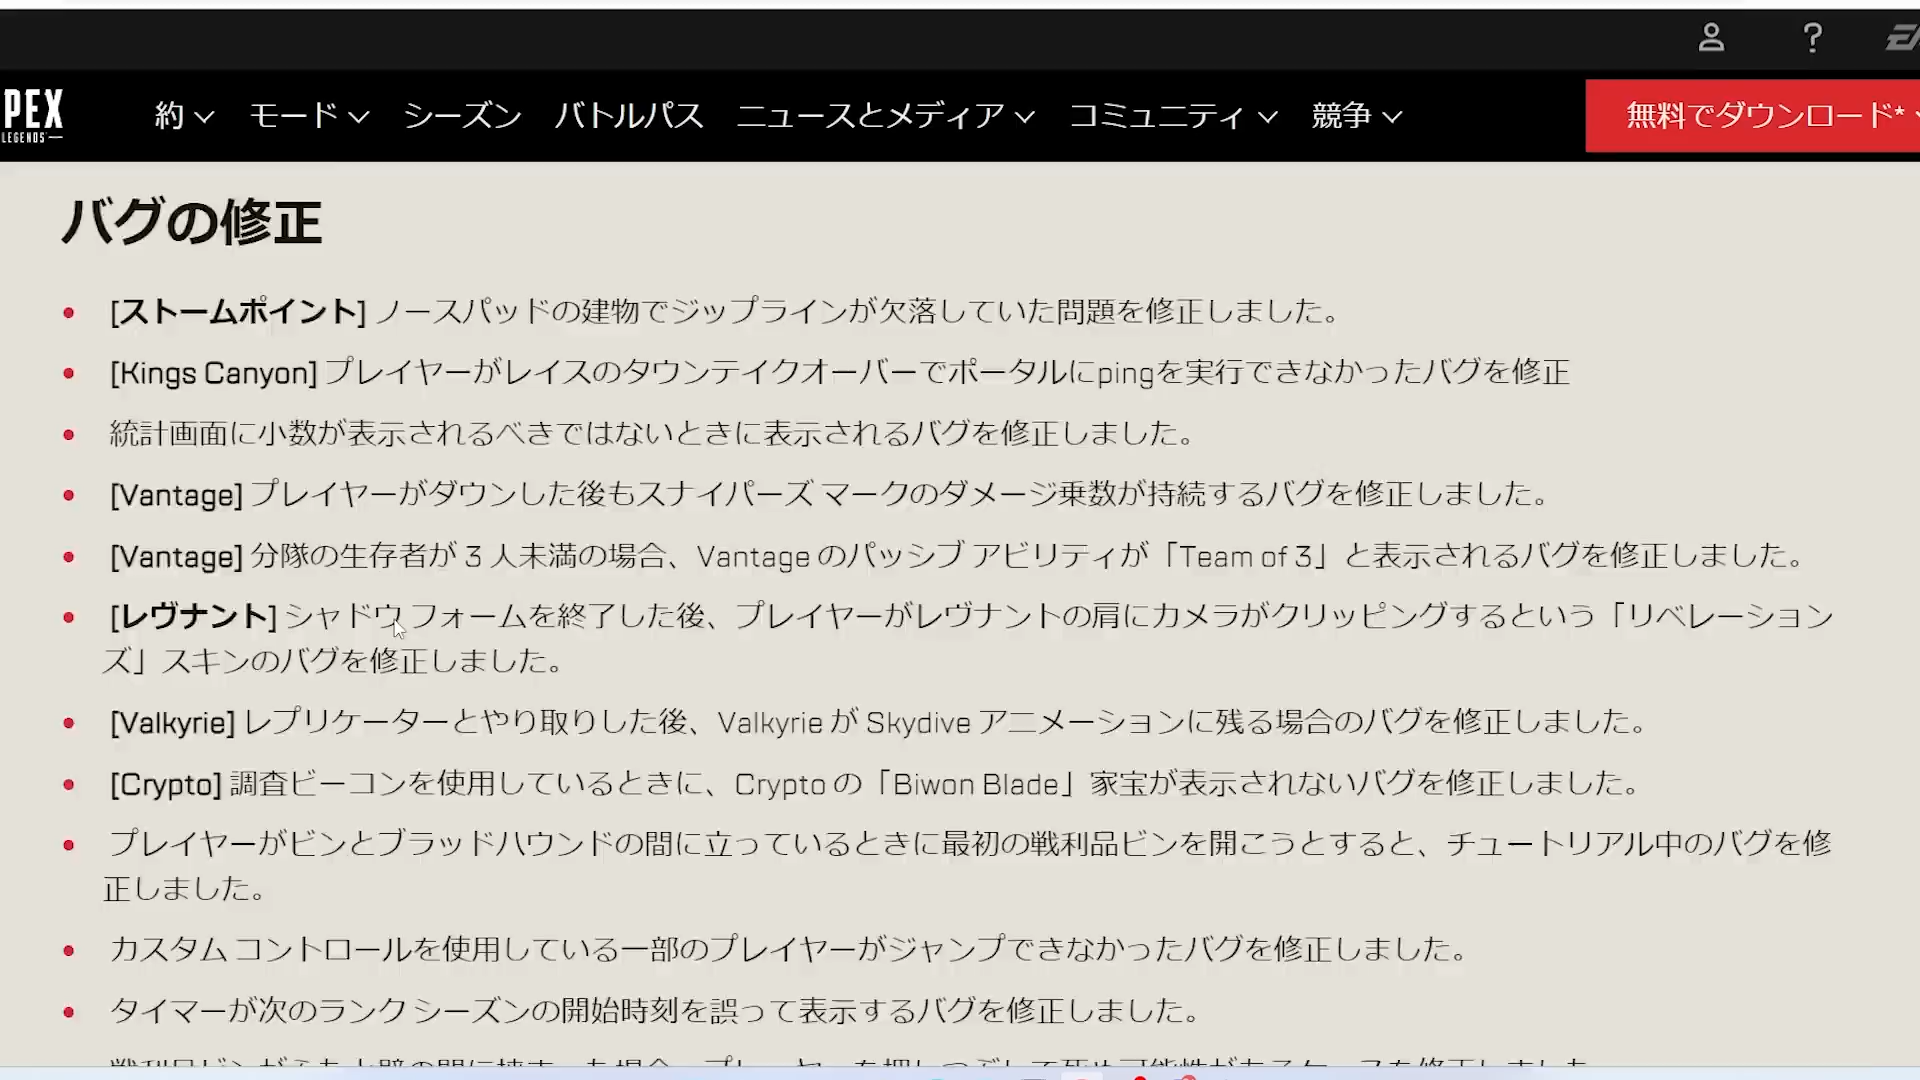 PEX
LEGENDS
約 モード シーズン バトルパス ニュースとメディア コミュニティ 競争 無料でダウンロード*
バグの修正
[ストームポイント] ノースパッドの建物でジップラインが欠落していた問題を修正しました。
[Kings Canyon] プレイヤーがレイスのタウンテイクオーバーでポータルにpingを実行できなかったバグを修正
統計画面に小数が表示されるべきではないときに表示されるバグを修正しました。
[Vantage] プレイヤーがダウンした後もスナイパーズ マークのダメージ乗数が持続するバグを修正しました。
[Vantage] 分隊の生存者が 3 人未満の場合、Vantage のパッシブ アビリティが「Team of 3」と表示されるバグを修正しました。
[レヴナント] シャドウ フォームを終了した後、プレイヤーがレヴナントの肩にカメラがクリッピングするという「リベレーション
ズ」スキンのバグを修正しました。
[Valkyrie] レプリケーターとやり取りした後、Valkyrie が Skydive アニメーションに残る場合のバグを修正しました。
[Crypto] 調査ビーコンを使用しているときに、Crypto の「Biwon Blade」家宝が表示されないバグを修正しました。
プレイヤーがビンとブラッドハウンドの間に立っているときに最初の戦利品ビンを開こうとすると、チュートリアル中のバグを修
正しました。
カスタム コントロールを使用している一部のプレイヤーがジャンプできなかったバグを修正しました。
タイマーが次のランク シーズンの開始時刻を誤って表示するバグを修正しました。